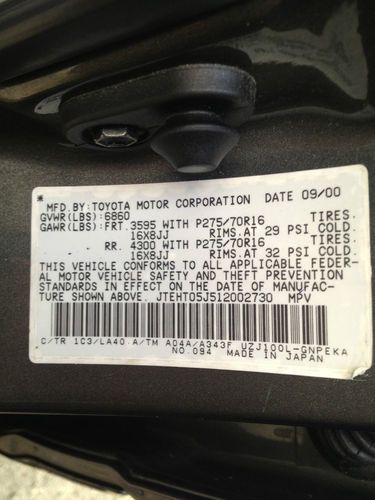 MFD. BY: TOYOTA MOTOR CORPORATION DATE 09/00
GVWR(LBS): 6860
GAWR(LBS): FRT. 3595 WITH P275/70R16 TIRES.
16X8JJ RIMS. AT 29 PSI COLD.
RR. 4300 WITH P275/70R16 TIRES.
16X8JJ RIMS. AT 32 PSI COLD.
THIS VEHICLE CONFORMS TO ALL APPLICABLE FEDER-
AL MOTOR VEHICLE SAFETY AND THEFT PREVENTION
STANDARDS IN EFFECT ON THE DATE OF MANUFAC-
TURE SHOWN ABOVE. JTEHT05J512002730 MPV
C/TR 1C3/LA40 A/TM A04A/A343F UZJ100L-GNPEKA
NO.094 MADE IN JAPAN